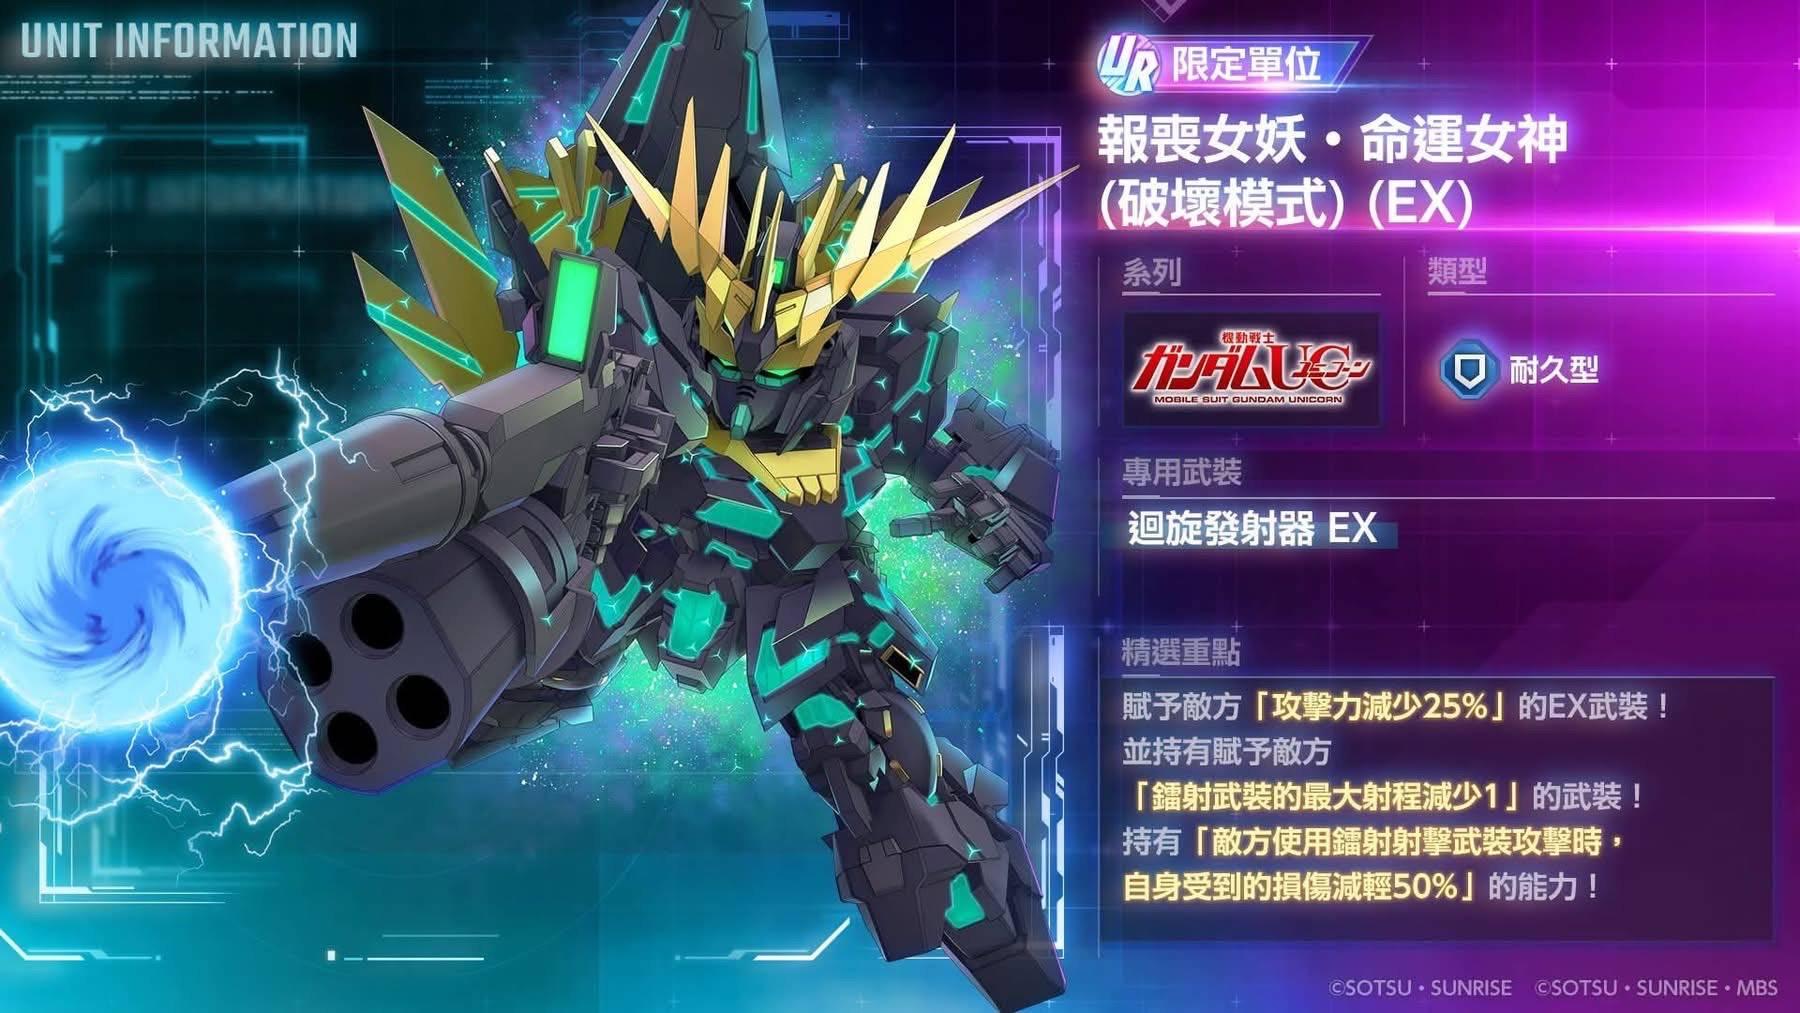 UNIT INFORMATION
UR 限定單位
報喪女妖・命運女神
(破壞模式) (EX)
系列
類型
機動戦士
ガンダムUC ユニコーン
MOBILE SUIT GUNDAM UNICORN
耐久型
專用武裝
迴旋發射器 EX
精選重點
賦予敵方「攻擊力減少25%」的EX武裝！
並持有賦予敵方
「鐳射武裝的最大射程減少1」的武裝！
持有「敵方使用鐳射射擊武裝攻擊時，
自身受到的損傷減輕50%」的能力！
©SOTSU・SUNRISE ©SOTSU・SUNRISE・MBS